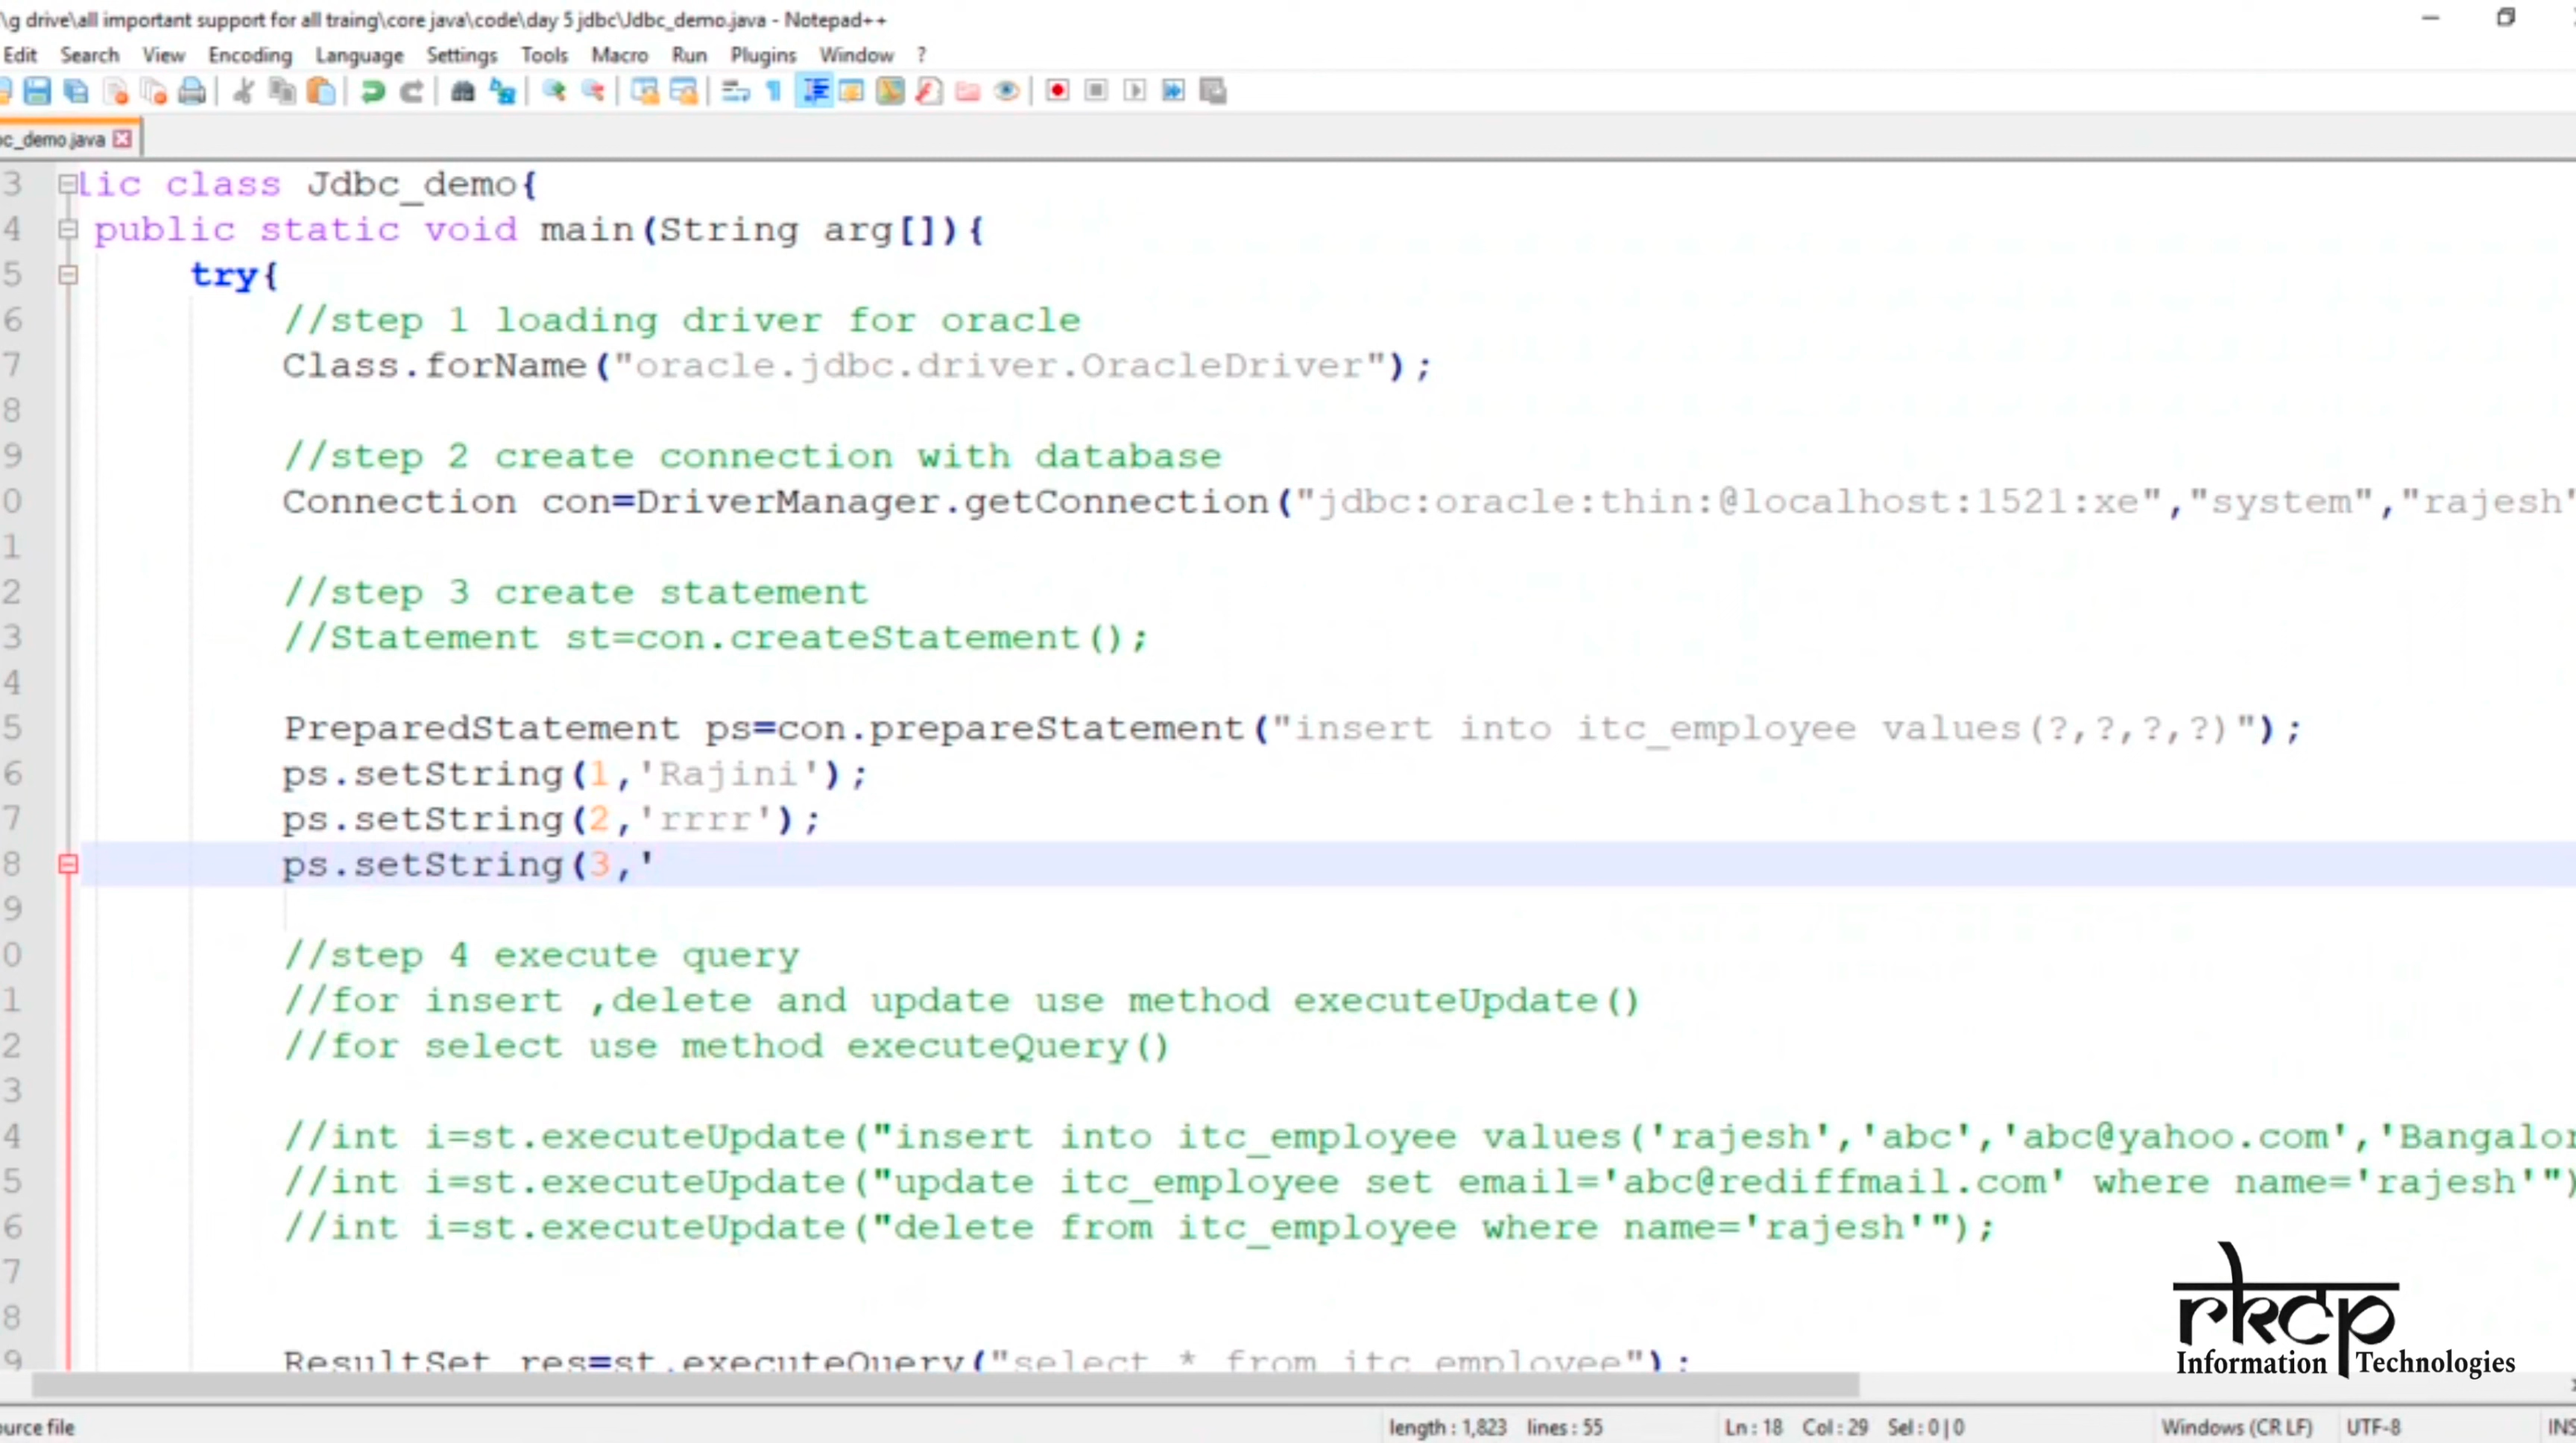 \g drive\all important support for all traing\core java\code\day 5 jdbc\Jdbc_demo.java - Notepad++
Edit Search View Encoding Language Settings Tools Macro Run Plugins Window ?
bc_demo.java
3 lic class Jdbc_demo{
4 public static void main(String arg[]){
5 try{
6 //step 1 loading driver for oracle
7 Class.forName("oracle.jdbc.driver.OracleDriver");
8
9 //step 2 create connection with database
0 Connection con=DriverManager.getConnection("jdbc:oracle:thin:@localhost:1521:xe","system","rajesh"
1
2 //step 3 create statement
3 //Statement st=con.createStatement();
4
5 PreparedStatement ps=con.prepareStatement("insert into itc_employee values(?,?,?,?)");
6 ps.setString(1,'Rajini');
7 ps.setString(2,'rrrr');
8 ps.setString(3,'
9
0 //step 4 execute query
1 //for insert ,delete and update use method executeUpdate()
2 //for select use method executeQuery()
3
4 //int i=st.executeUpdate("insert into itc_employee values('rajesh','abc','abc@yahoo.com','Bangalor
5 //int i=st.executeUpdate("update itc_employee set email='abc@rediffmail.com' where name='rajesh'")
6 //int i=st.executeUpdate("delete from itc_employee where name='rajesh'");
7
8
9 ResultSet res=st.executeQuery("select * from itc_employee");
rkcp
Information Technologies
ource file length : 1,823 lines : 55 Ln : 18 Col : 29 Sel : 0 | 0 Windows (CR LF) UTF-8 INS